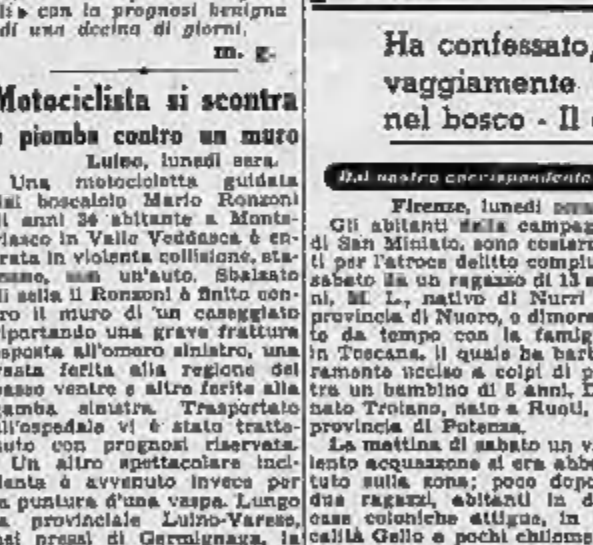 con la prognosi benigna
di una decina di giorni.
m. g.
Motociclista si scontra
e piomba contro un muro
Luino, lunedì sera.
Una motocicletta guidata
dal boscaiolo Mario Ronzoni
di anni 34 abitante a Monte-
viasco in Valle Veddasca è en-
trata in violenta collisione, sta-
mane, con un'auto. Sbalzato
di sella il Ronzoni è finito con-
tro il muro di un caseggiato
riportando una grave frattura
esposta all'omero sinistro, una
vasta ferita alla regione del
basso ventre e altre ferite alla
gamba sinistra. Trasportato
all'ospedale vi è stato tratte-
nuto con prognosi riservata.
Un altro spettacolare inci-
dente è avvenuto invece per
la puntura d'una vespa. Lungo
la provinciale Luino-Varese,
nei pressi di Germignaga, la
Ha confessato,
vaggiamente
nel bosco - Il
Dal nostro corrispondente
Firenze, lunedì sera
Gli abitanti della campag
di San Miniato, sono costern
ti per l'atroce delitto compiu
sabato da un ragazzo di 13 a
ni, M. L., nativo di Nurri
provincia di Nuoro, e dimora
to da tempo con la famig
in Toscana, il quale ha barb
ramente ucciso a colpi di p
tra un bambino di 8 anni, D
nato Troiano, nato a Ruoti,
provincia di Potenza.
La mattina di sabato un v
lento acquazzone si era abba
tuto sulla zona; poco dopo
due ragazzi, abitanti in d
case coloniche attigue, in
calità Gello a pochi chilome